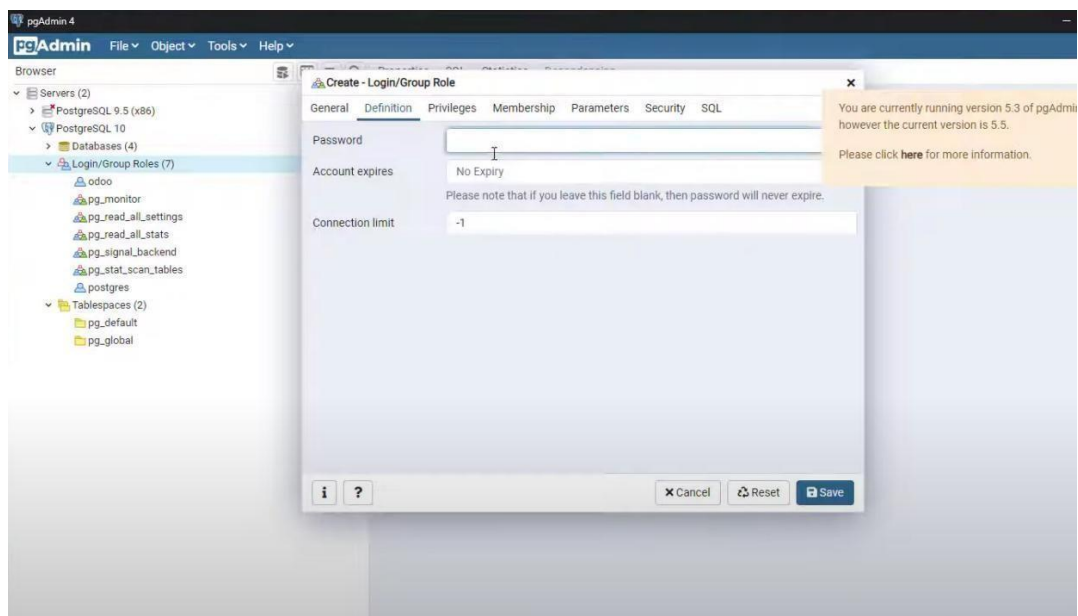 pgAdmin 4
pgAdmin File Object Tools Help
Browser
Servers (2)
PostgreSQL 9.5 (x86)
PostgreSQL 10
Databases (4)
Login/Group Roles (7)
odoo
pg_monitor
pg_read_all_settings
pg_read_all_stats
pg_signal_backend
pg_stat_scan_tables
postgres
Tablespaces (2)
pg_default
pg_global
Create - Login/Group Role
General Definition Privileges Membership Parameters Security SQL
Password
Account expires No Expiry
Please note that if you leave this field blank, then password will never expire.
Connection limit -1
i ? Cancel Reset Save
You are currently running version 5.3 of pgAdmin
however the current version is 5.5.
Please click here for more information.